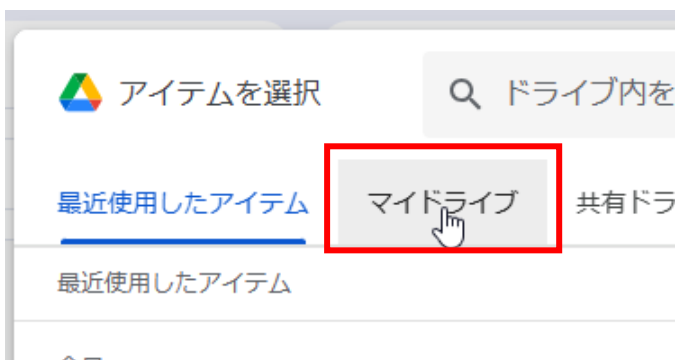 アイテムを選択
ドライブ内を
最近使用したアイテム マイドライブ 共有ドラ
最近使用したアイテム